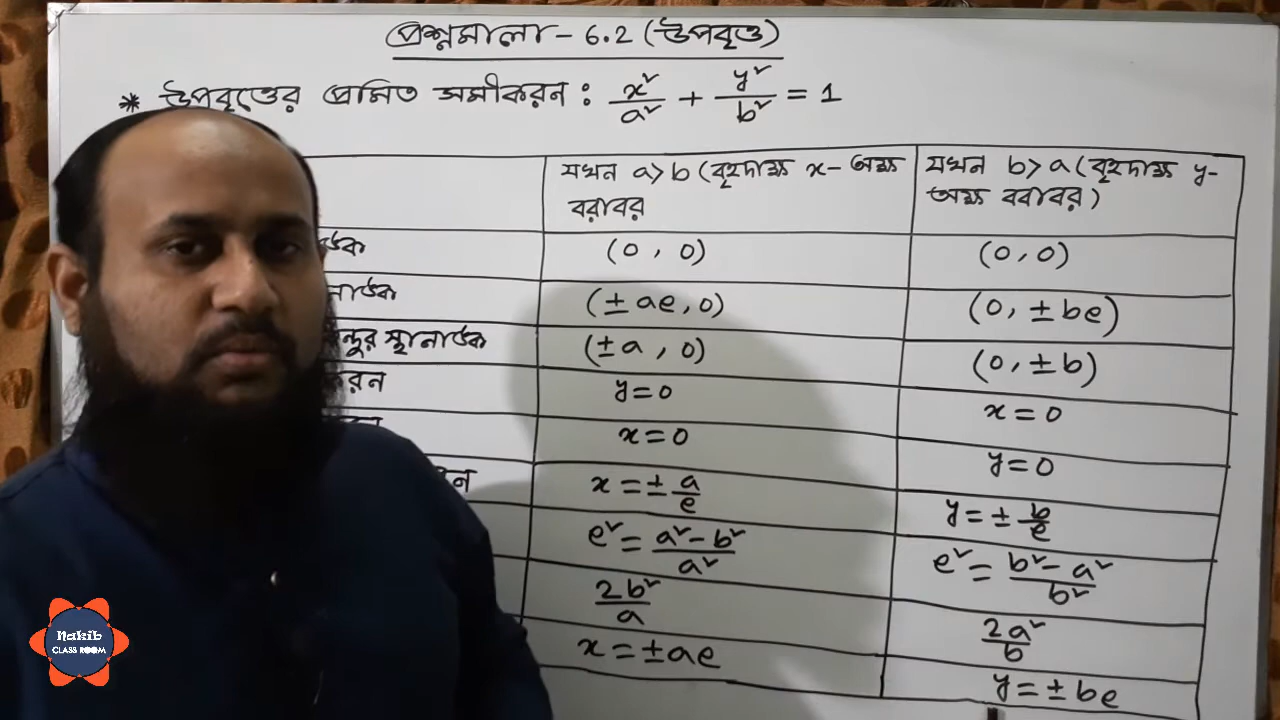 প্রশ্নমালা - 6.2 (উপবৃত্ত)
* উপবৃত্তের প্রমিত সমীকরন : x²/a² + y²/b² = 1
যখন a > b (বৃহদাক্ষ x- অক্ষ
বরাবর
যখন b > a (বৃহদাক্ষ y-
অক্ষ বরাবর)
(0, 0)
(0, 0)
(± ae, 0)
(0, ± be)
স্থানাঙ্ক
(± a, 0)
(0, ± b)
y = 0
x = 0
x = 0
y = 0
x = ± a/e
y = ± b/e
e² = (a² - b²)/a²
e² = (b² - a²)/b²
2b²/a
2a²/b
x = ± ae
y = ± be
Nakib
CLASS ROOM